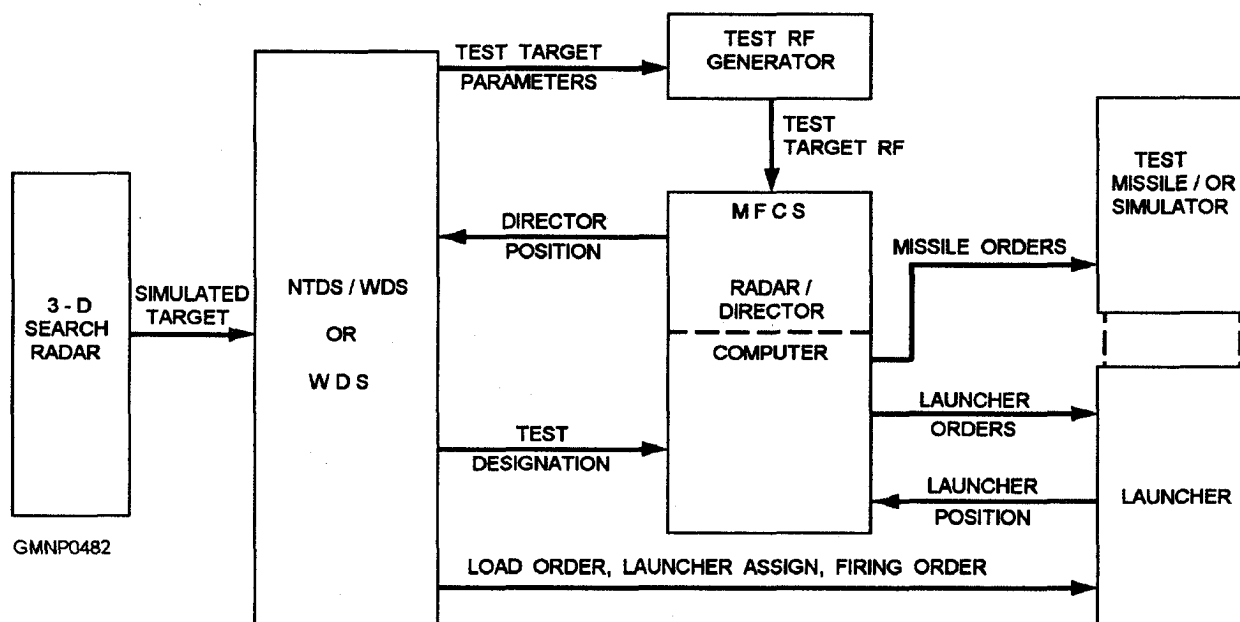 TEST RF
GENERATOR
TEST TARGET
PARAMETERS
TEST
TARGET RF
TEST
MISSILE / OR
SIMULATOR
MFCS
DIRECTOR
POSITION
MISSILE ORDERS
3 - D
SEARCH
RADAR
SIMULATED
TARGET
NTDS / WDS
OR
WDS
RADAR /
DIRECTOR
COMPUTER
LAUNCHER
ORDERS
TEST
DESIGNATION
LAUNCHER
POSITION
LAUNCHER
GMNP0482
LOAD ORDER, LAUNCHER ASSIGN, FIRING ORDER